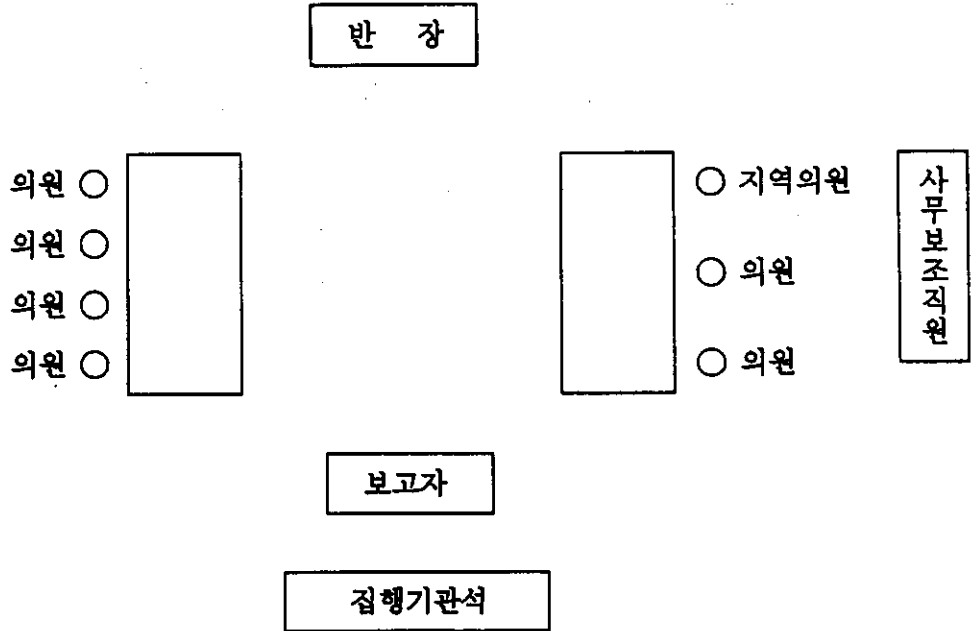 반 장
의원 ○
의원 ○
의원 ○
의원 ○
○ 지역의원
○ 의원
○ 의원
사무보조직원
보고자
집행기관석